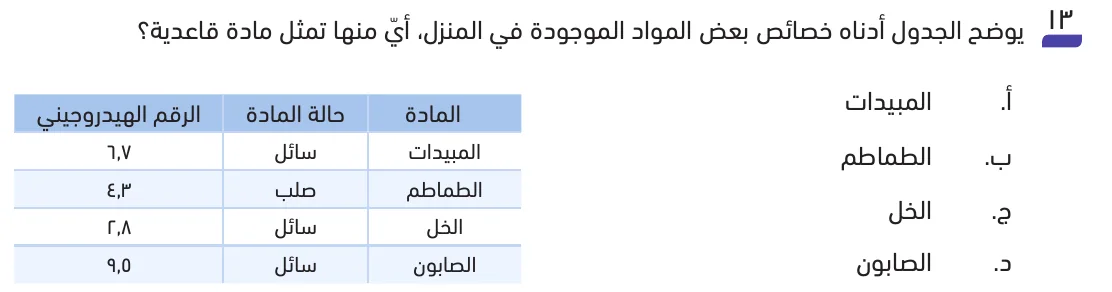 ١٣ يوضح الجدول أدناه خصائص بعض المواد الموجودة في المنزل، أيّ منها تمثل مادة قاعدية؟
أ. المبيدات
ب. الطماطم
ج. الخل
د. الصابون
المادة حالة المادة الرقم الهيدروجيني
المبيدات سائل ٦,٧
الطماطم صلب ٤,٣
الخل سائل ٢,٨
الصابون سائل ٩,٥